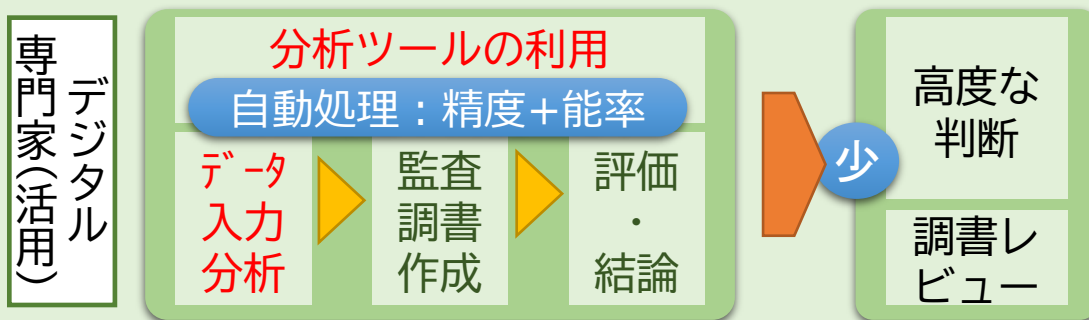 デジタル
専門家(活用)
分析ツールの利用
自動処理：精度+能率
ﾃﾞｰﾀ
入力
分析
監査
調書
作成
評価
・
結論
少
高度な
判断
調書レ
ビュー